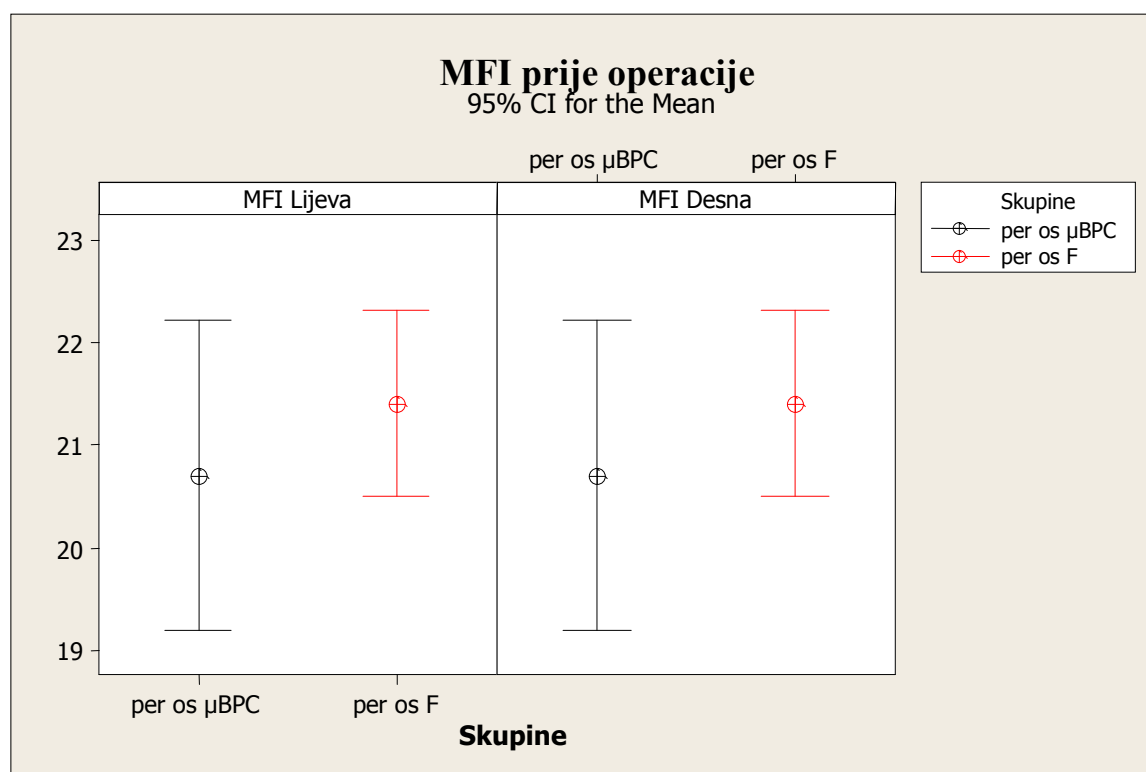 MFI prije operacije
95% CI for the Mean
per os µBPC per os F
MFI Lijeva MFI Desna
Skupine
per os µBPC
per os F
23
22
21
20
19
per os µBPC per os F
Skupine